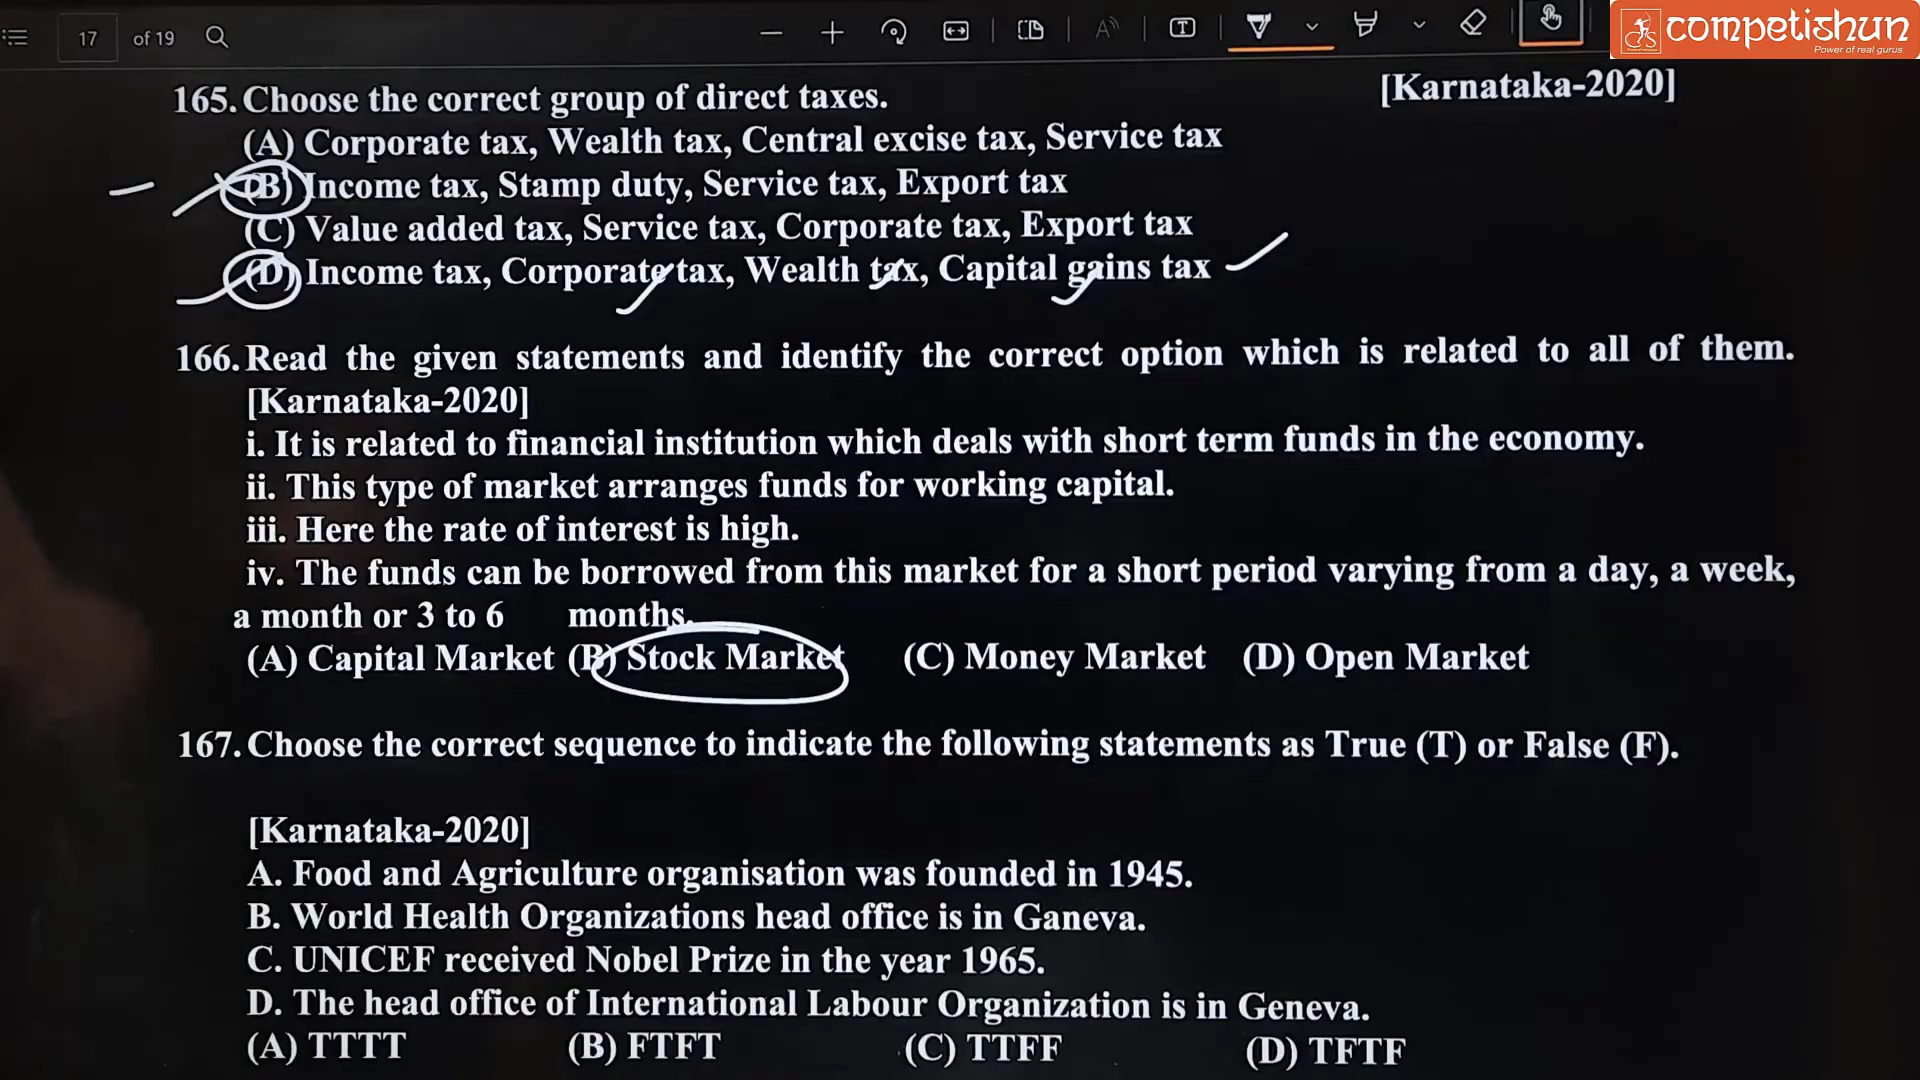 17 of 19
competishun
Power of real gurus
165. Choose the correct group of direct taxes. [Karnataka-2020]
(A) Corporate tax, Wealth tax, Central excise tax, Service tax
(B) Income tax, Stamp duty, Service tax, Export tax
(C) Value added tax, Service tax, Corporate tax, Export tax
(D) Income tax, Corporate tax, Wealth tax, Capital gains tax
166. Read the given statements and identify the correct option which is related to all of them.
[Karnataka-2020]
i. It is related to financial institution which deals with short term funds in the economy.
ii. This type of market arranges funds for working capital.
iii. Here the rate of interest is high.
iv. The funds can be borrowed from this market for a short period varying from a day, a week,
a month or 3 to 6 months.
(A) Capital Market (B) Stock Market (C) Money Market (D) Open Market
167. Choose the correct sequence to indicate the following statements as True (T) or False (F).
[Karnataka-2020]
A. Food and Agriculture organisation was founded in 1945.
B. World Health Organizations head office is in Ganeva.
C. UNICEF received Nobel Prize in the year 1965.
D. The head office of International Labour Organization is in Geneva.
(A) TTTT (B) FTFT (C) TTFF (D) TFTF